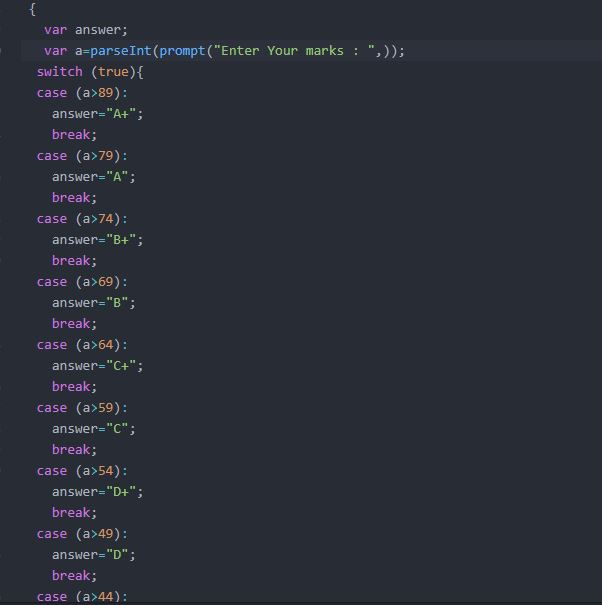 {
var answer;
var a=parseInt(prompt("Enter Your marks : ",));
switch (true){
case (a>89):
answer="A+";
break;
case (a>79):
answer="A";
break;
case (a>74):
answer="B+";
break;
case (a>69):
answer="B";
break;
case (a>64):
answer="C+";
break;
case (a>59):
answer="C";
break;
case (a>54):
answer="D+";
break;
case (a>49):
answer="D";
break;
case (a>44):